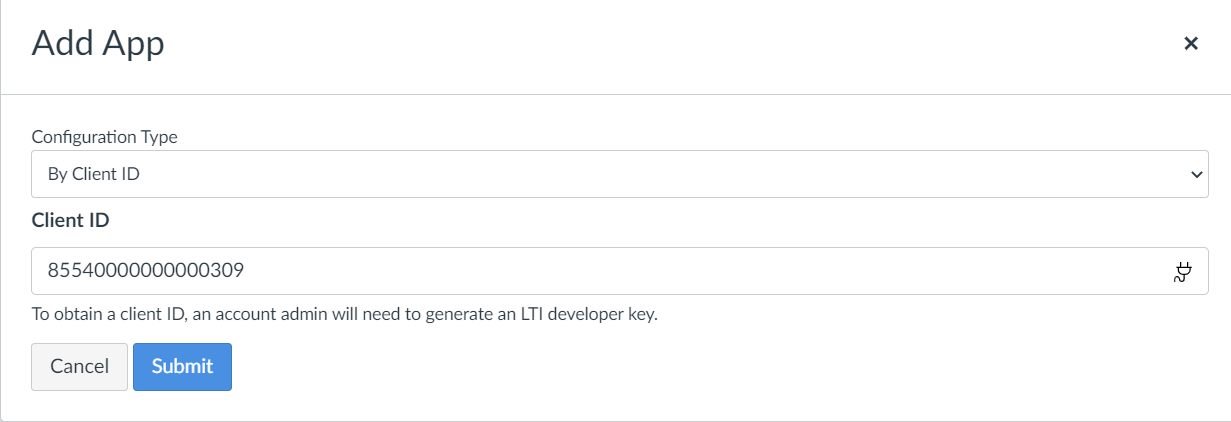 Add App
×
Configuration Type
By Client ID
Client ID
85540000000000309
To obtain a client ID, an account admin will need to generate an LTI developer key.
Cancel Submit